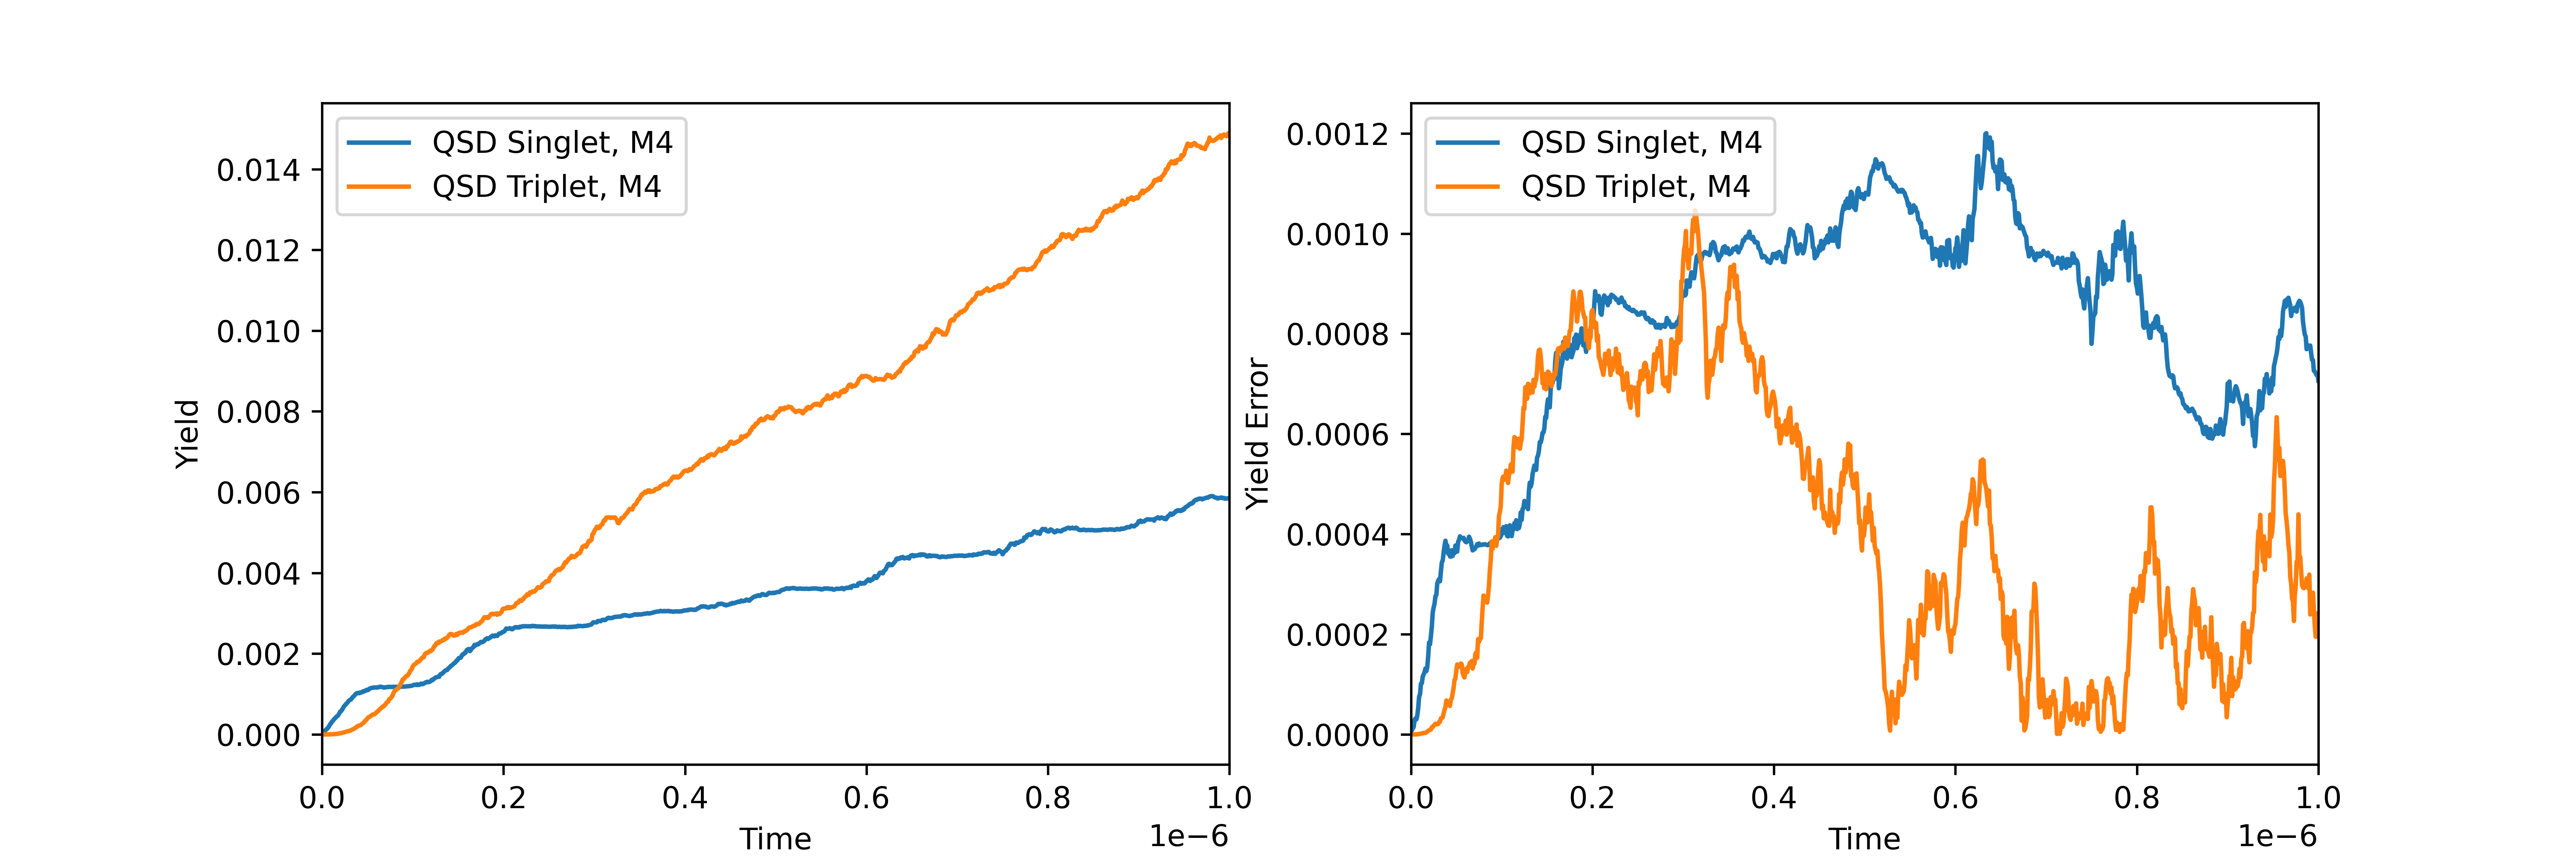 QSD Singlet, M4
QSD Triplet, M4
0.014
0.012
0.010
0.008
0.006
0.004
0.002
0.000
Yield
0.0 0.2 0.4 0.6 0.8 1.0
Time
1e−6
QSD Singlet, M4
QSD Triplet, M4
0.0012
0.0010
0.0008
0.0006
0.0004
0.0002
0.0000
Yield Error
0.0 0.2 0.4 0.6 0.8 1.0
Time
1e−6